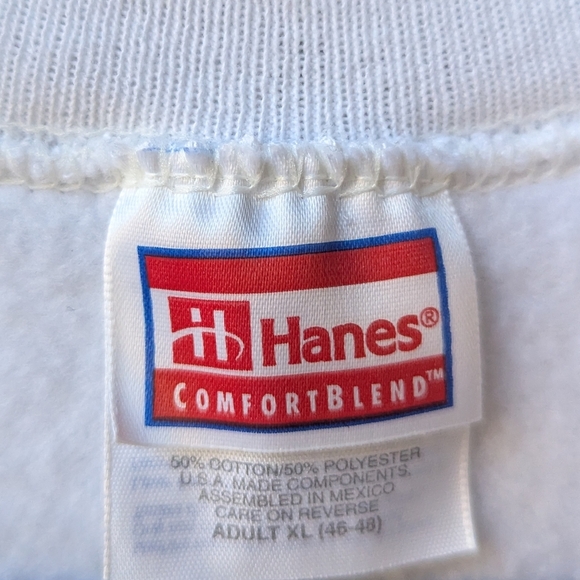 H Hanes®
COMFORTBLEND™
50% COTTON/50% POLYESTER
U.S.A. MADE COMPONENTS,
ASSEMBLED IN MEXICO
CARE ON REVERSE
ADULT XL (46-48)